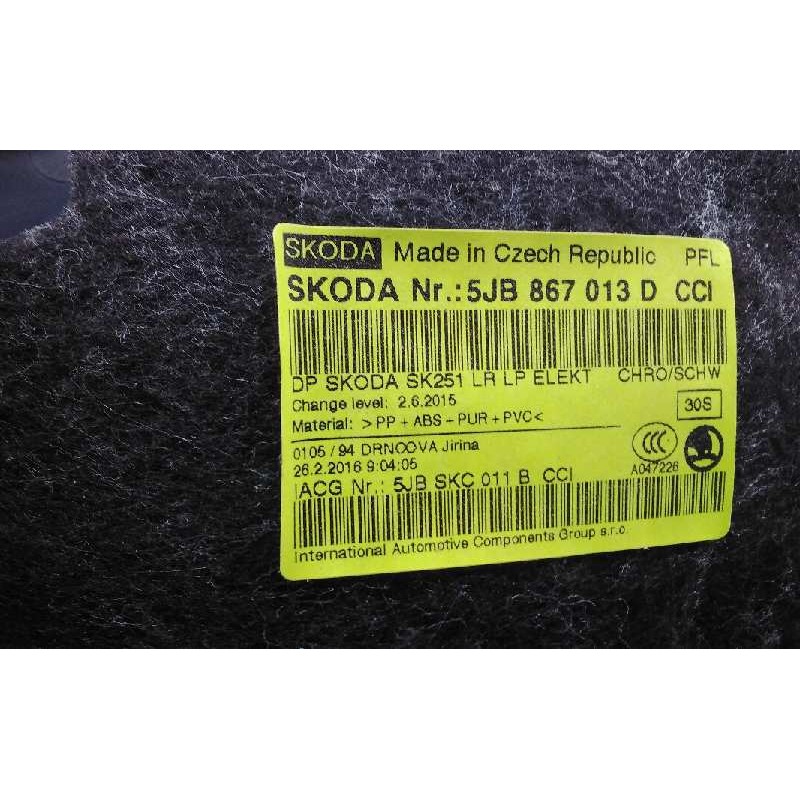 SKODA Made in Czech Republic PFL
SKODA Nr.: 5JB 867 013 D CCI
DP SKODA SK251 LR LP ELEKT CHRO/SCHW
Change level: 2.6.2015
30S
Material: >PP+ABS+PUR+PVC<
0105 / 94 DRNOOVA Jirina
26.2.2016 9:04:05
CCC
A047226
IACG Nr.: 5JB SKC 011 B CCI
International Automotive Components Group s.r.o.